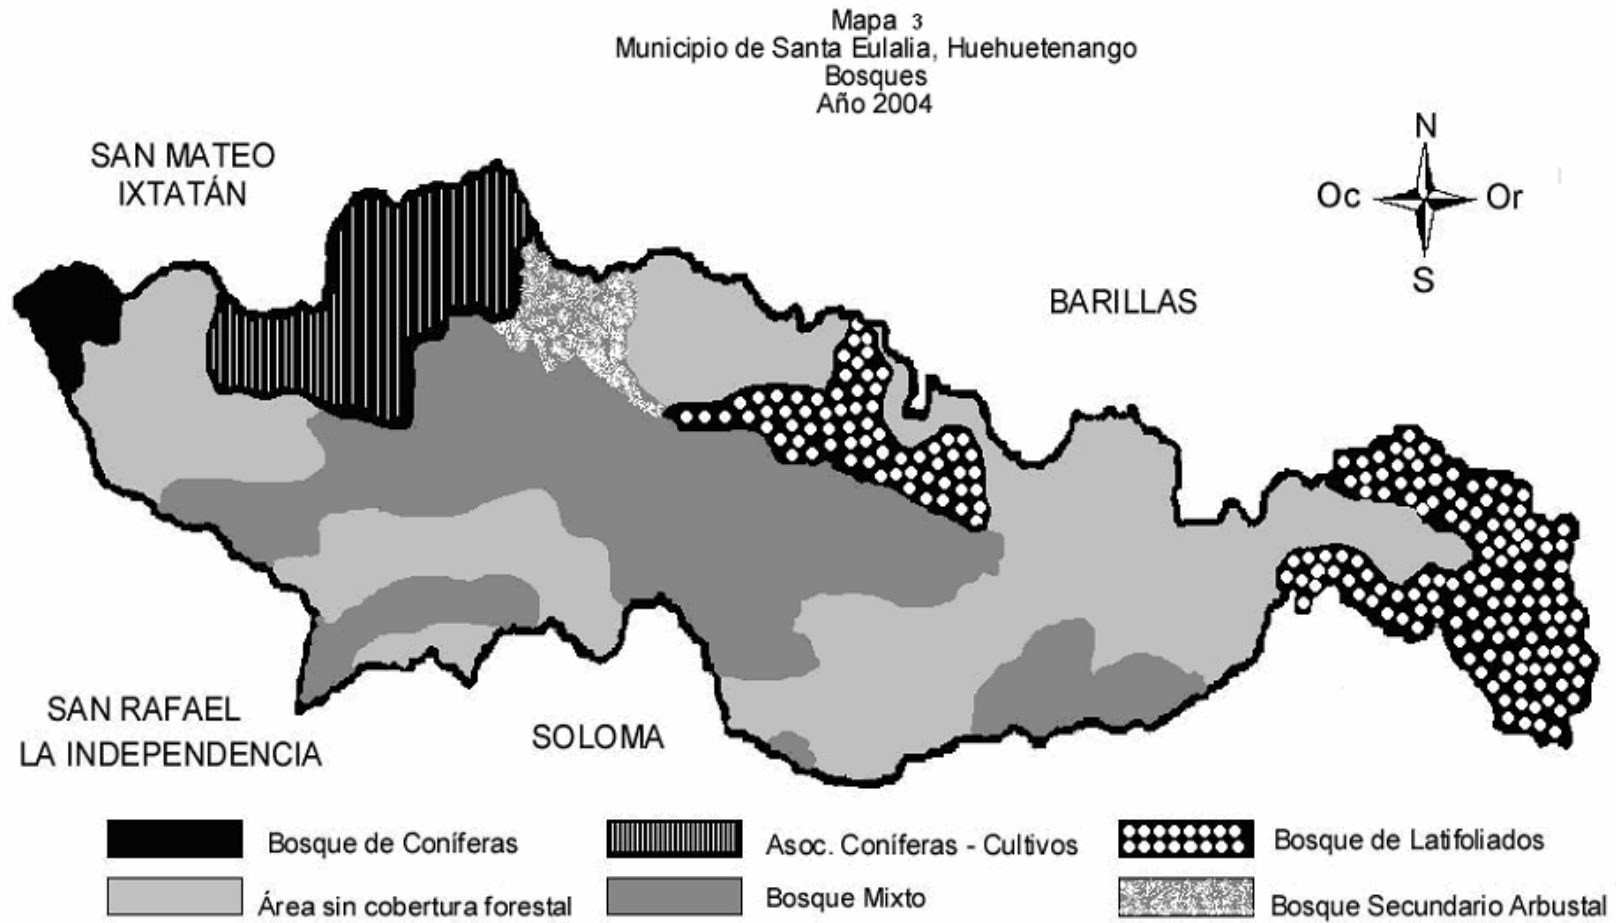 Mapa 3
Municipio de Santa Eulalia, Huehuetenango
Bosques
Año 2004
N
Oc
Or
S
SAN MATEO
IXTATÁN
BARILLAS
SAN RAFAEL
LA INDEPENDENCIA
SOLOMA
Bosque de Coníferas
Asoc. Coníferas - Cultivos
Bosque de Latifoliados
Área sin cobertura forestal
Bosque Mixto
Bosque Secundario Arbustal